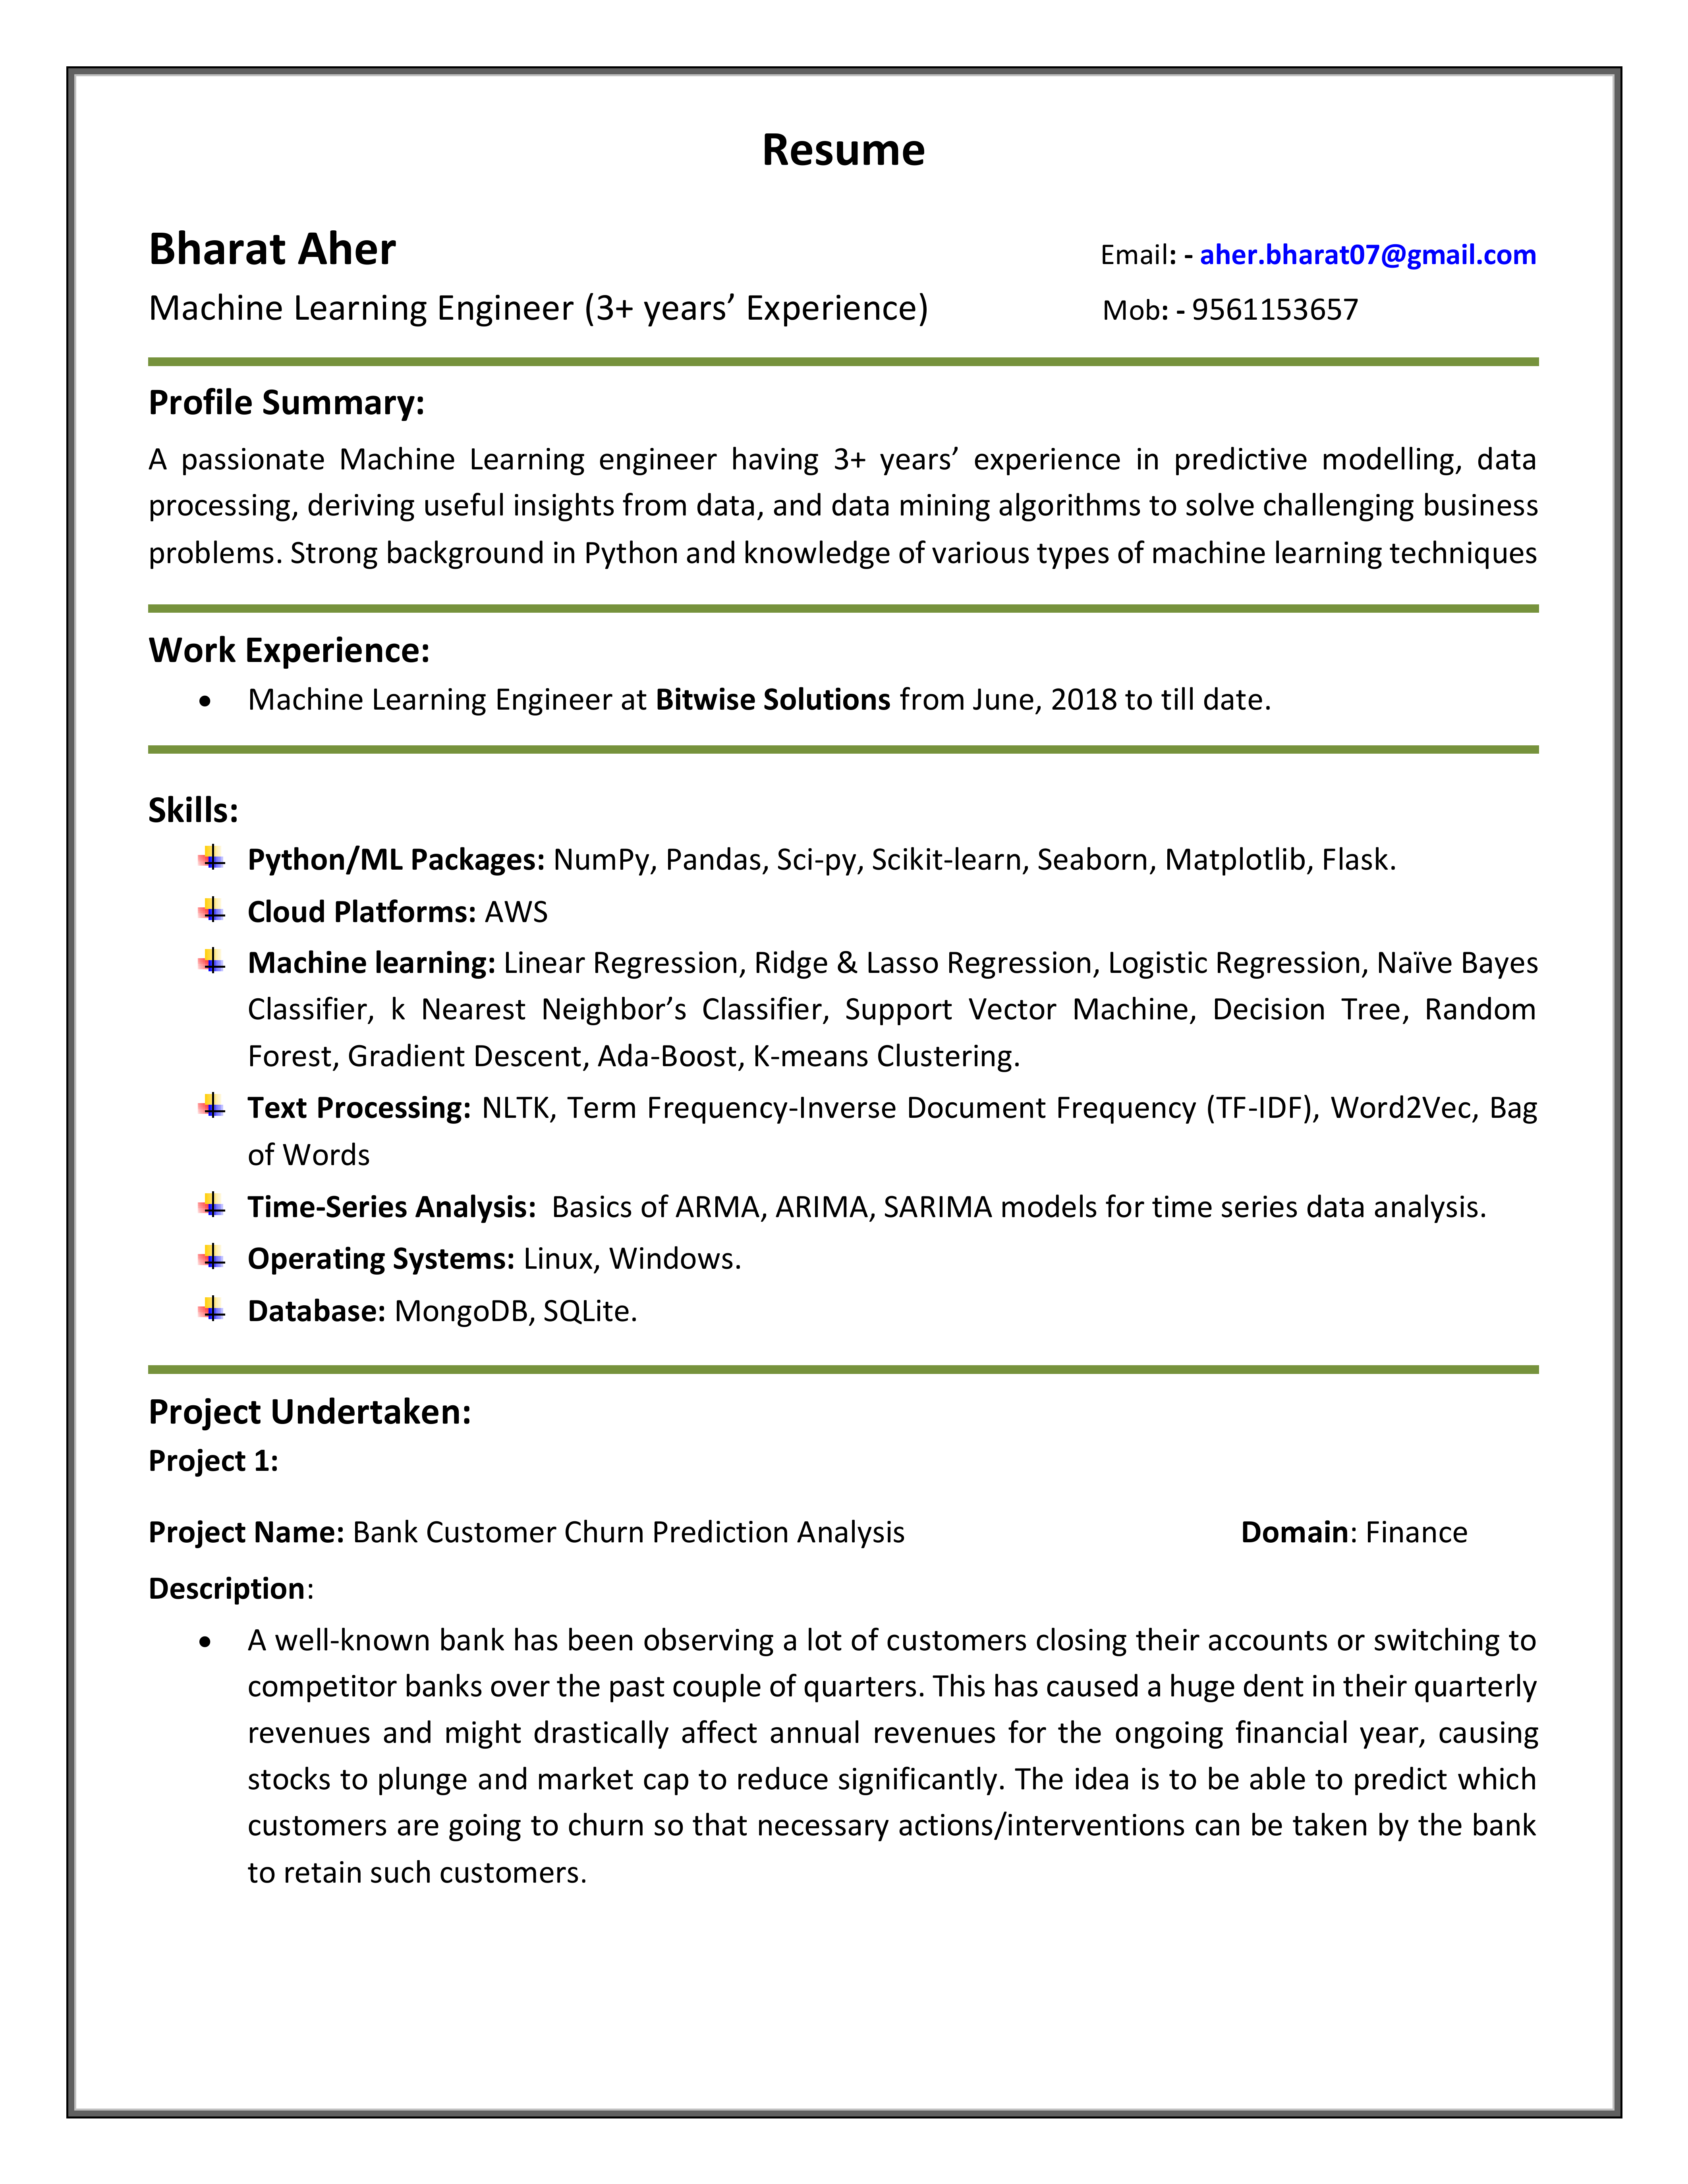 Resume
Bharat Aher Email: - aher.bharat07@gmail.com
Machine Learning Engineer (3+ years’ Experience) Mob: - 9561153657
Profile Summary:
A passionate Machine Learning engineer having 3+ years’ experience in predictive modelling, data
processing, deriving useful insights from data, and data mining algorithms to solve challenging business
problems. Strong background in Python and knowledge of various types of machine learning techniques
Work Experience:
• Machine Learning Engineer at Bitwise Solutions from June, 2018 to till date.
Skills:
Python/ML Packages: NumPy, Pandas, Sci-py, Scikit-learn, Seaborn, Matplotlib, Flask.
Cloud Platforms: AWS
Machine learning: Linear Regression, Ridge & Lasso Regression, Logistic Regression, Naïve Bayes
Classifier, k Nearest Neighbor’s Classifier, Support Vector Machine, Decision Tree, Random
Forest, Gradient Descent, Ada-Boost, K-means Clustering.
Text Processing: NLTK, Term Frequency-Inverse Document Frequency (TF-IDF), Word2Vec, Bag
of Words
Time-Series Analysis: Basics of ARMA, ARIMA, SARIMA models for time series data analysis.
Operating Systems: Linux, Windows.
Database: MongoDB, SQLite.
Project Undertaken:
Project 1:
Project Name: Bank Customer Churn Prediction Analysis Domain: Finance
Description:
• A well-known bank has been observing a lot of customers closing their accounts or switching to
competitor banks over the past couple of quarters. This has caused a huge dent in their quarterly
revenues and might drastically affect annual revenues for the ongoing financial year, causing
stocks to plunge and market cap to reduce significantly. The idea is to be able to predict which
customers are going to churn so that necessary actions/interventions can be taken by the bank
to retain such customers.